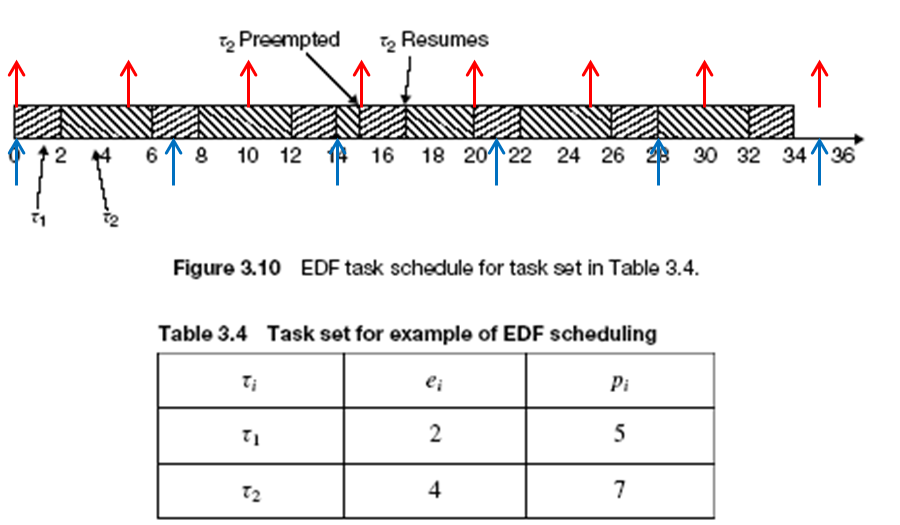 τ2 Preempted τ2 Resumes
0 2 4 6 8 10 12 14 16 18 20 22 24 26 28 30 32 34 36
τ1 τ2
Figure 3.10 EDF task schedule for task set in Table 3.4.
Table 3.4 Task set for example of EDF scheduling
τi ei pi
τ1 2 5
τ2 4 7